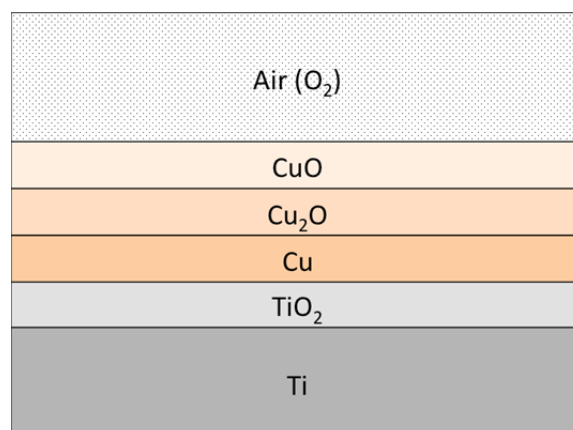 Air (O₂)
CuO
Cu₂O
Cu
TiO₂
Ti